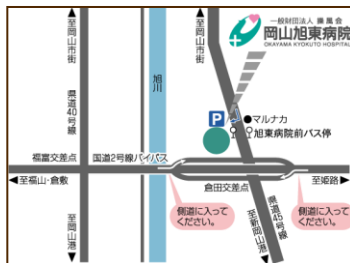 一般財団法人 操風会
岡山旭東病院
OKAYAMA KYOKUTO HOSPITAL
至岡山市街
至岡山市街
県道40号線
旭川
P
マルナカ
旭東病院前バス停
福富交差点
国道2号線バイパス
至福山・倉敷
倉田交差点
至姫路
側道に入って
ください。
側道に入って
ください。
至岡山港
至新岡山港
県道45号線